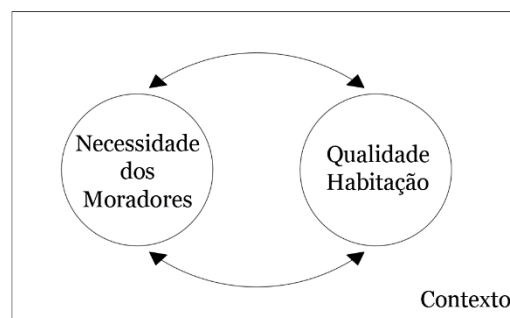 Necessidade
dos
Moradores
Qualidade
Habitação
Contexto